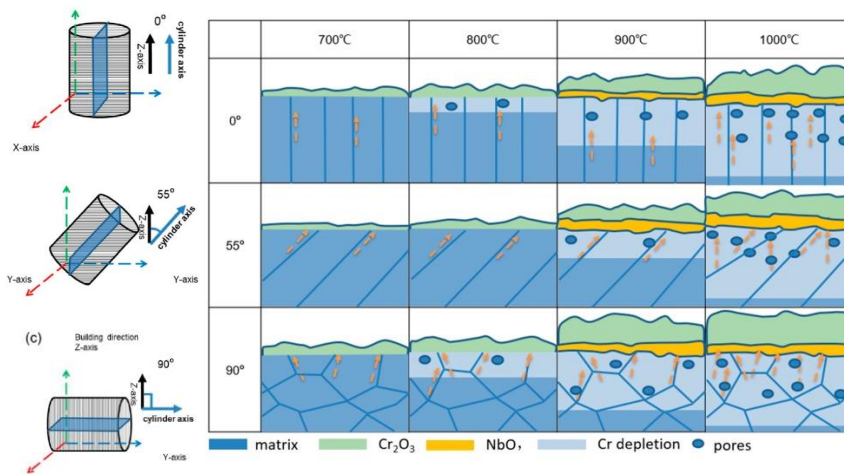 0°
Z-axis
cylinder axis
X-axis
55°
Z-axis
cylinder axis
Y-axis
Y-axis
(c)
Building direction
Z-axis
90°
Z-axis
cylinder axis
Y-axis
700℃
800℃
900℃
1000℃
0°
55°
90°
matrix
Cr₂O₃
NbO,
Cr depletion
pores